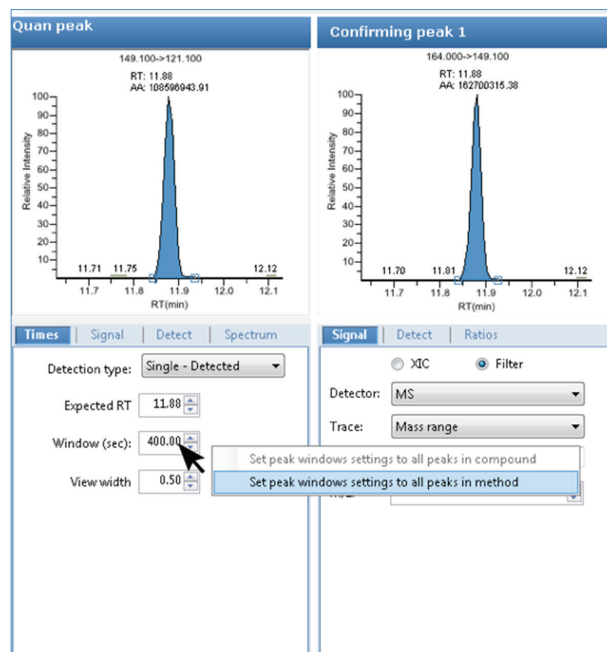 Quan peak
149.100->121.100
RT: 11.88
AA: 108596943.91
Relative Intensity
100
90
80
70
60
50
40
30
20
10
11.71 11.75 12.12
11.7 11.8 11.9 12.0 12.1
RT(min)
Confirming peak 1
164.000->149.100
RT: 11.88
AA: 162700315.38
Relative Intensity
100
90
80
70
60
50
40
30
20
10
11.70 11.81 12.12
11.7 11.8 11.9 12.0 12.1
RT(min)
Times Signal Detect Spectrum
Detection type: Single - Detected
Expected RT 11.88
Window (sec): 400.00
View width 0.50
Signal Detect Ratios
XIC Filter
Detector: MS
Trace: Mass range
Set peak windows settings to all peaks in compound
Set peak windows settings to all peaks in method